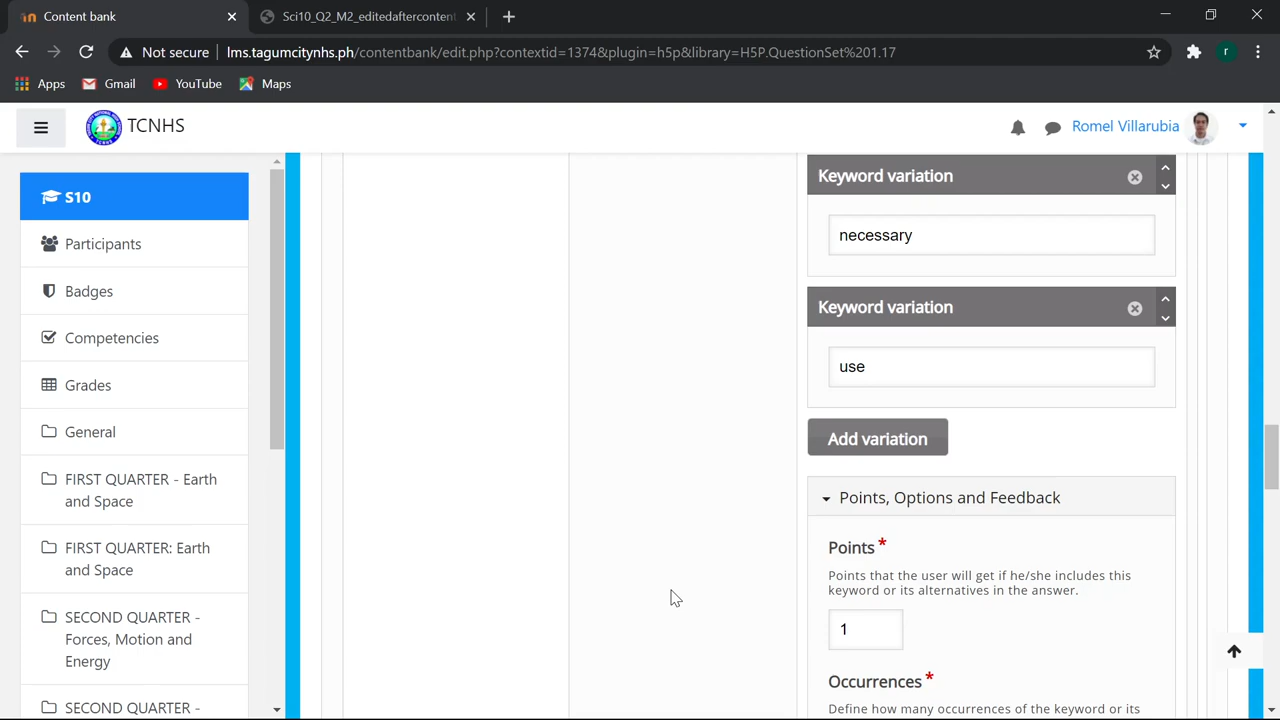 Content bank
Sci10_Q2_M2_editedaftercontent
Not secure
lms.tagumcitynhs.ph/contentbank/edit.php?contextid=1374&plugin=h5p&library=H5P.QuestionSet%201.17
r
Apps
Gmail
YouTube
Maps
TCNHS
Romel Villarubia
S10
Participants
Badges
Competencies
Grades
General
FIRST QUARTER - Earth
and Space
FIRST QUARTER: Earth
and Space
SECOND QUARTER -
Forces, Motion and
Energy
SECOND QUARTER -
Keyword variation
necessary
Keyword variation
use
Add variation
Points, Options and Feedback
Points *
Points that the user will get if he/she includes this
keyword or its alternatives in the answer.
1
Occurrences *
Define how many occurrences of the keyword or its